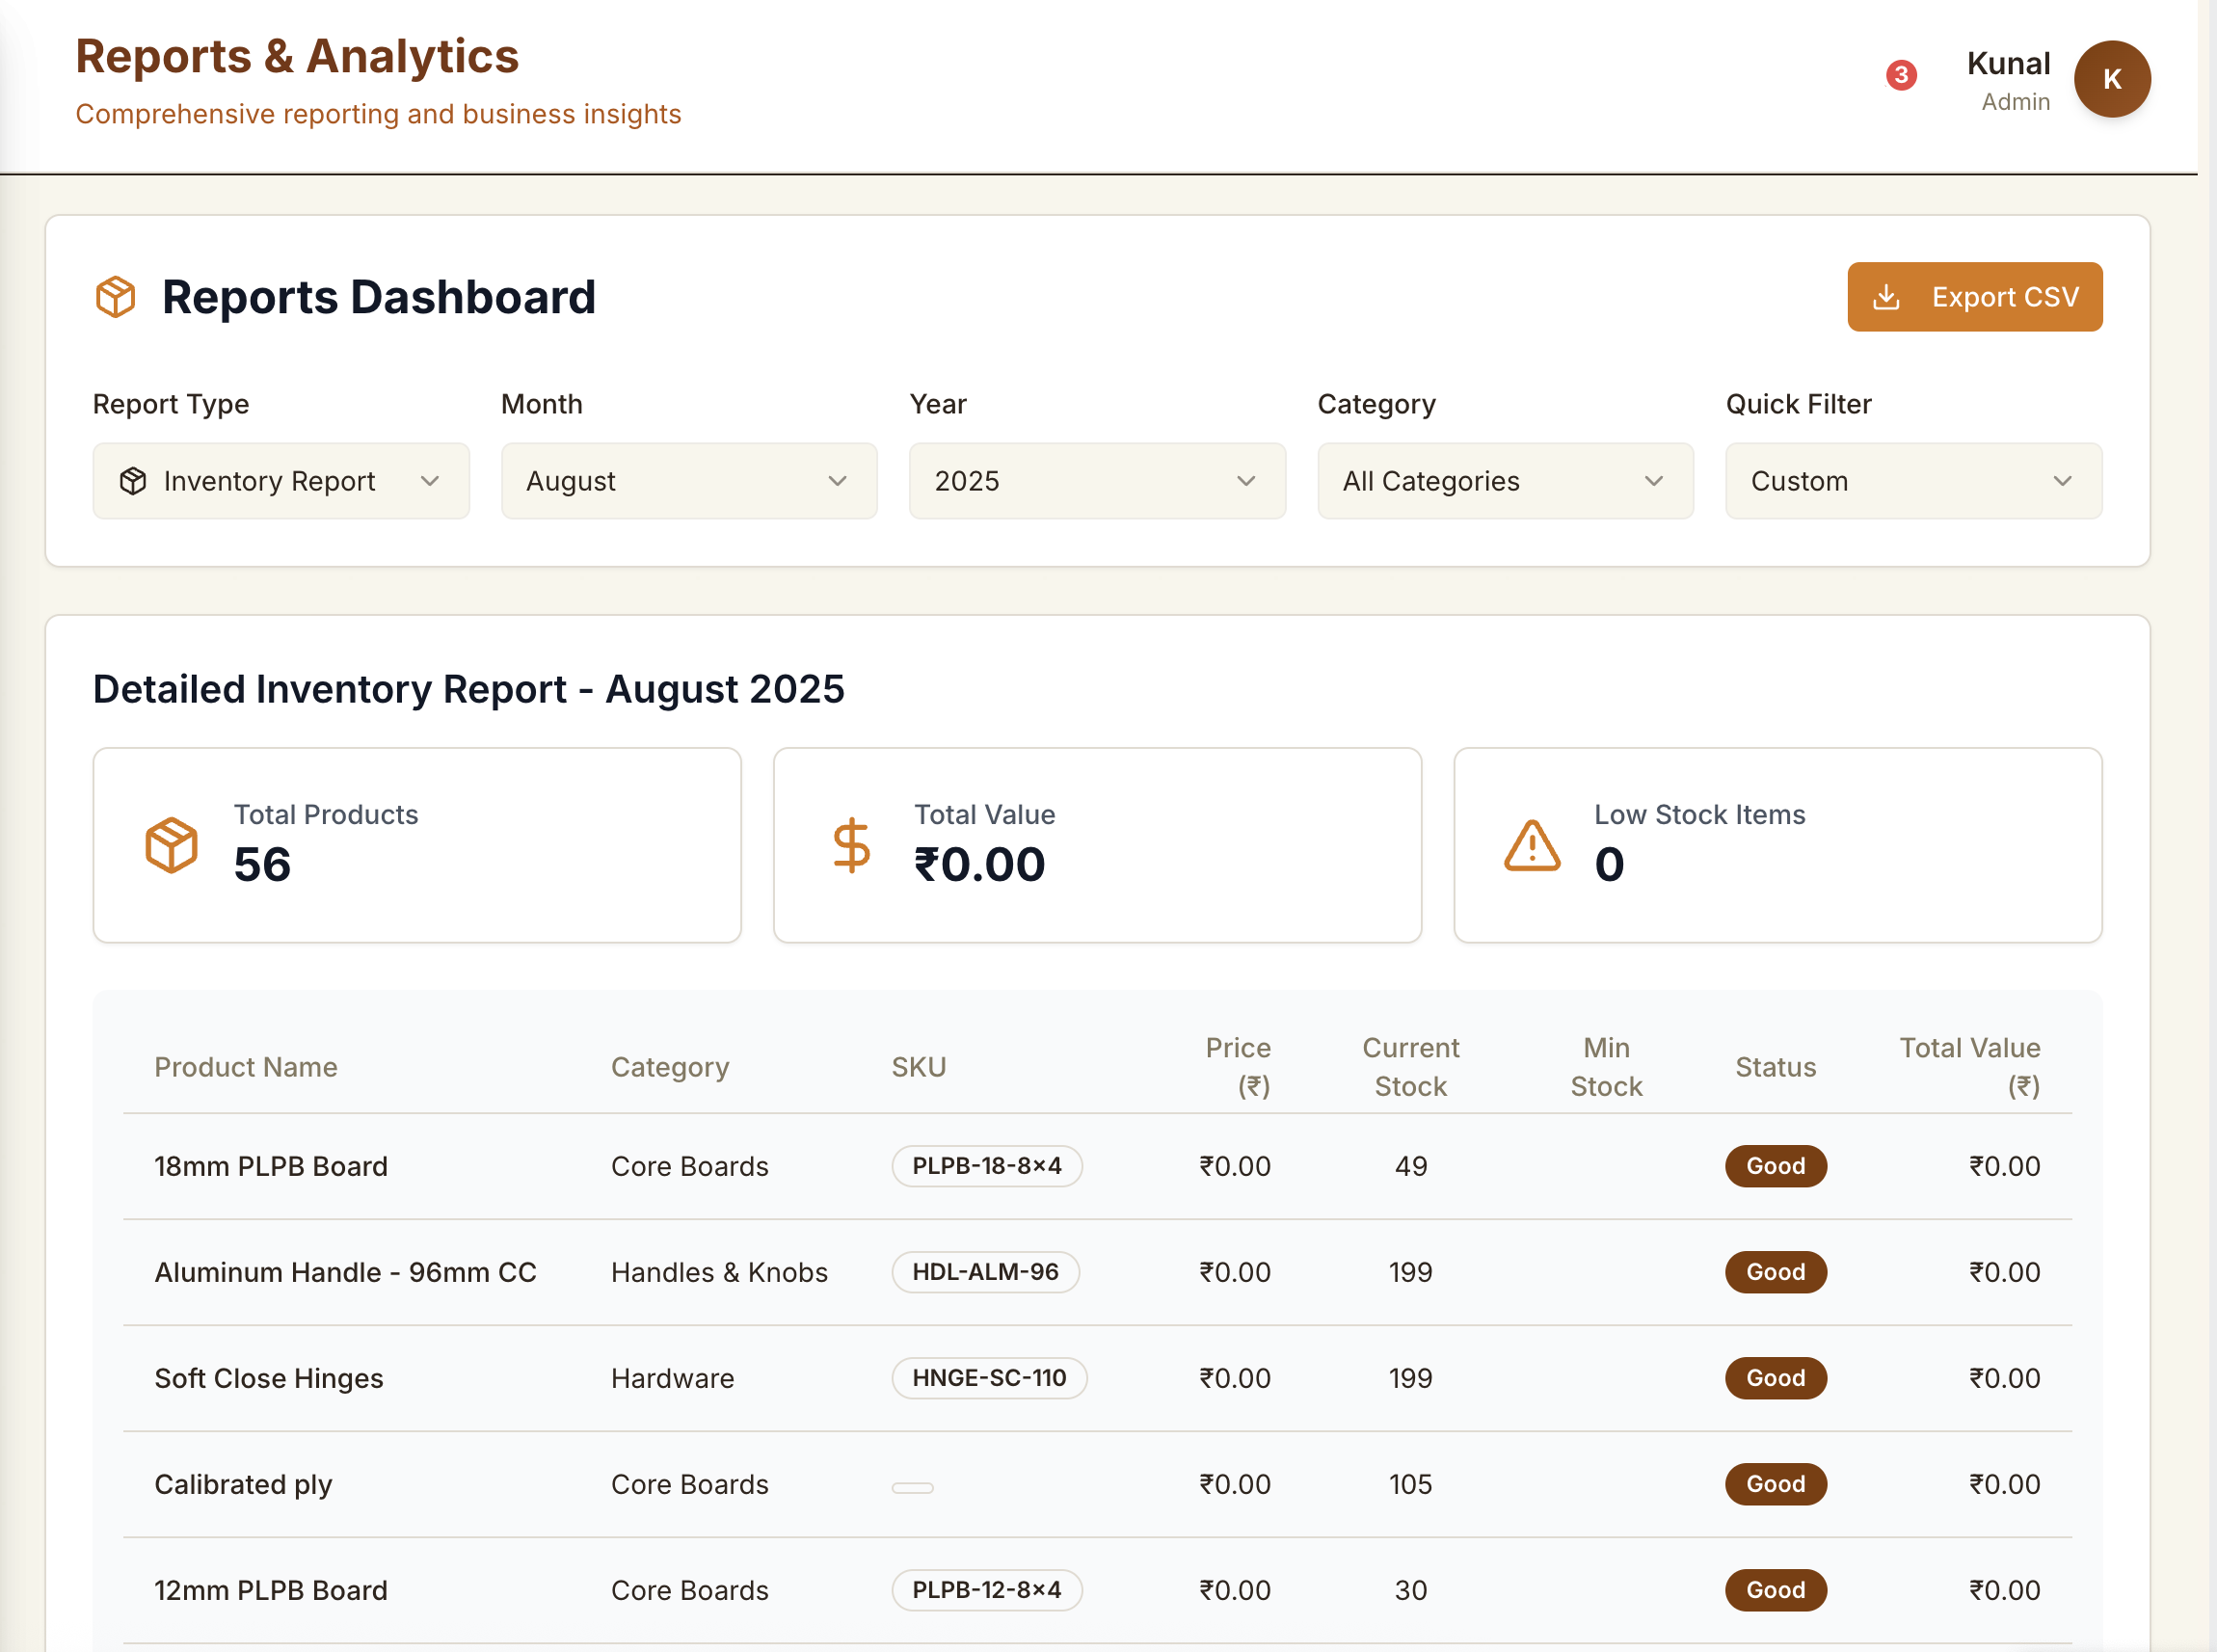 Reports & Analytics
Comprehensive reporting and business insights
3
Kunal
Admin
K
Reports Dashboard
Export CSV
Report Type
Month
Year
Category
Quick Filter
Inventory Report
August
2025
All Categories
Custom
Detailed Inventory Report - August 2025
Total Products
56
Total Value
₹0.00
Low Stock Items
0
Product Name Category SKU Price (₹) Current Stock Min Stock Status Total Value (₹)
18mm PLPB Board Core Boards PLPB-18-8x4 ₹0.00 49 Good ₹0.00
Aluminum Handle - 96mm CC Handles & Knobs HDL-ALM-96 ₹0.00 199 Good ₹0.00
Soft Close Hinges Hardware HNGE-SC-110 ₹0.00 199 Good ₹0.00
Calibrated ply Core Boards ₹0.00 105 Good ₹0.00
12mm PLPB Board Core Boards PLPB-12-8x4 ₹0.00 30 Good ₹0.00